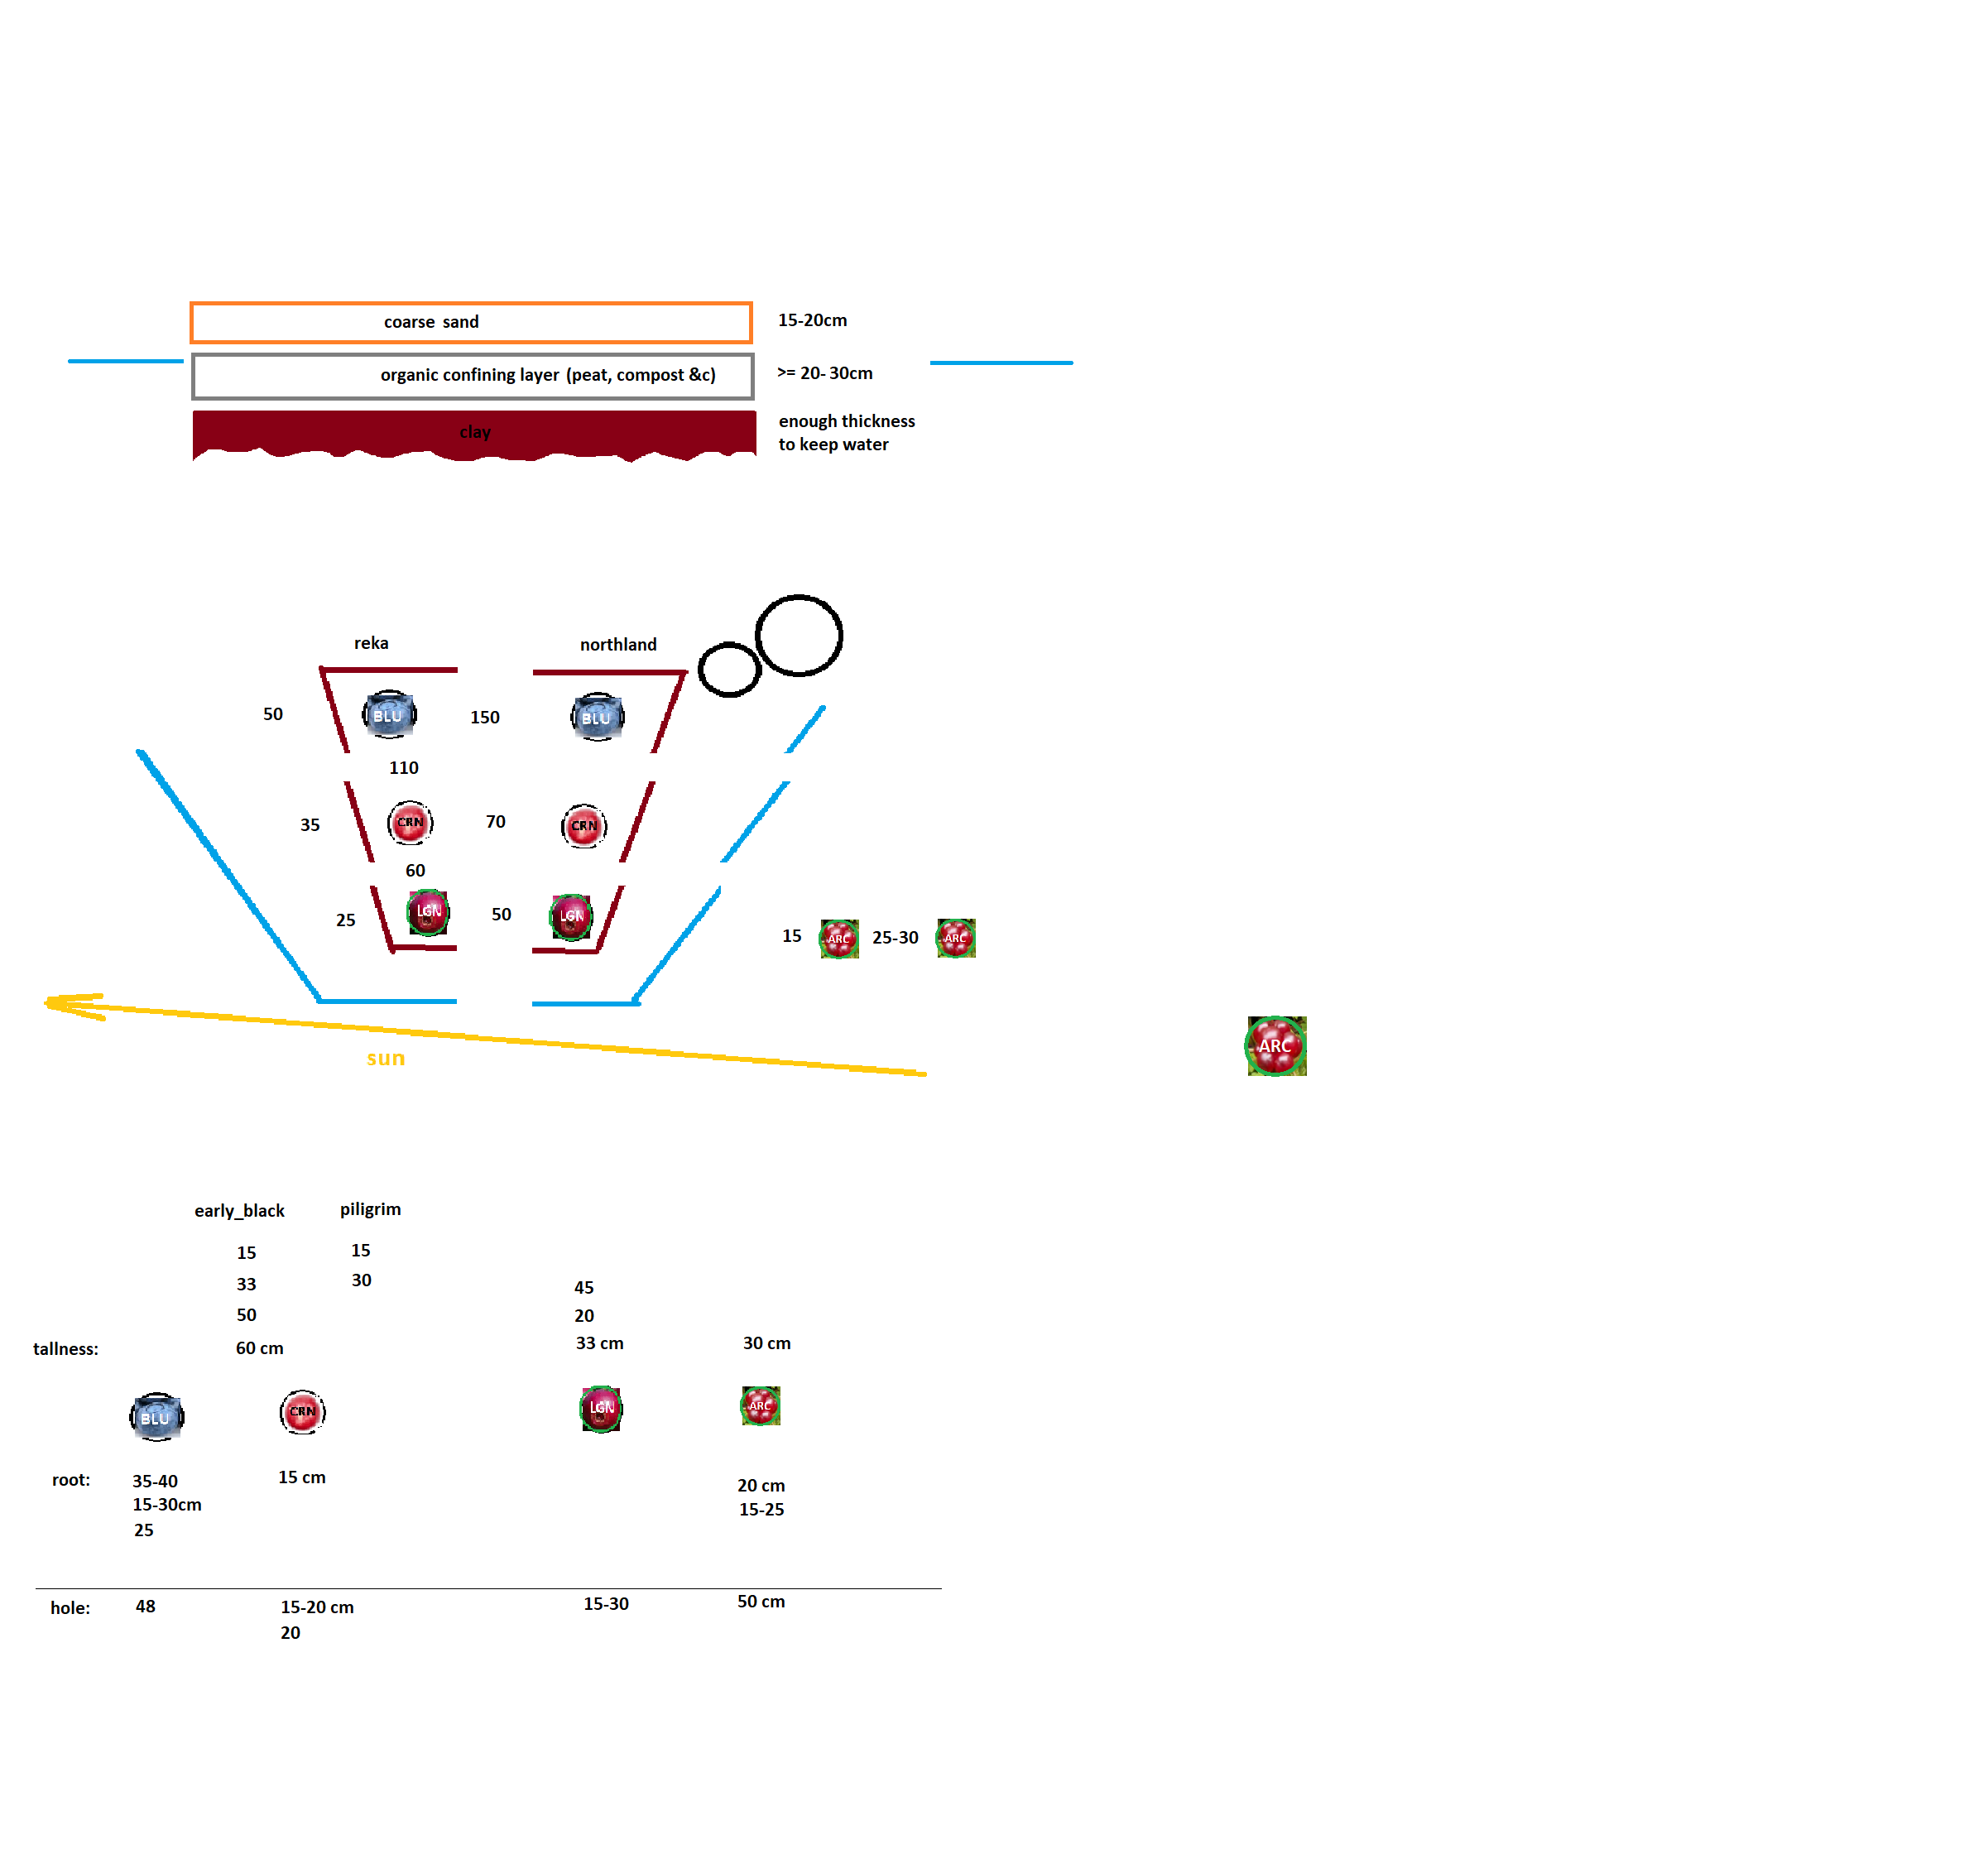 coarse sand
15-20cm
organic confining layer (peat, compost &c)
>= 20- 30cm
clay
enough thickness
to keep water
reka
northland
50
BLU
150
BLU
110
35
CRN
70
CRN
60
25
LGN
50
LGN
15
ARC
25-30
ARC
sun
ARC
early_black
piligrim
15
15
33
30
45
50
20
tallness:
60 cm
33 cm
30 cm
BLU
CRN
LGN
ARC
root:
35-40
15 cm
20 cm
15-30cm
15-25
25
hole:
48
15-20 cm
15-30
50 cm
20